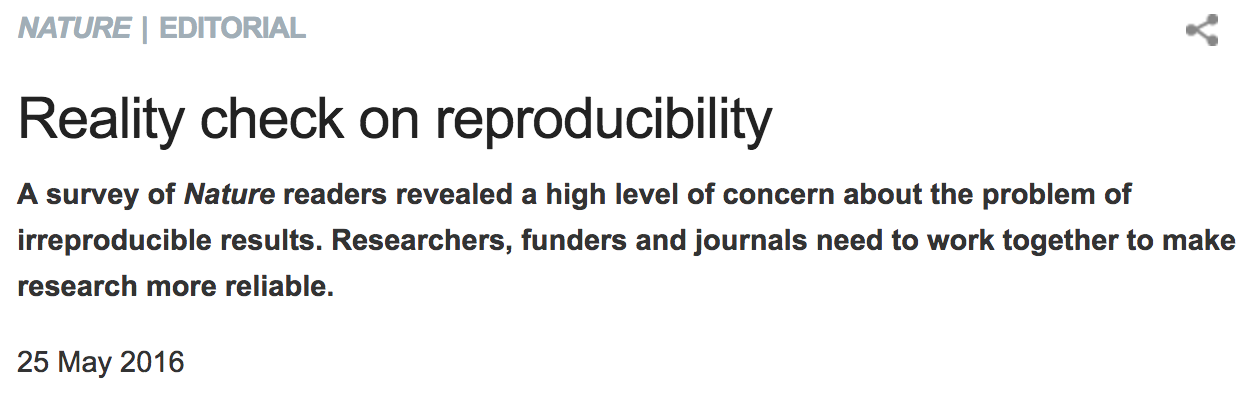 NATURE | EDITORIAL
Reality check on reproducibility
A survey of Nature readers revealed a high level of concern about the problem of
irreproducible results. Researchers, funders and journals need to work together to make
research more reliable.
25 May 2016